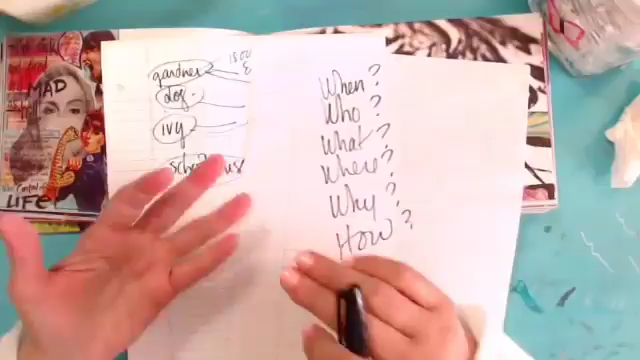 MAD
LIFE
gardner
dog
ivy
When?
Who?
What?
Where?
Why?
How?